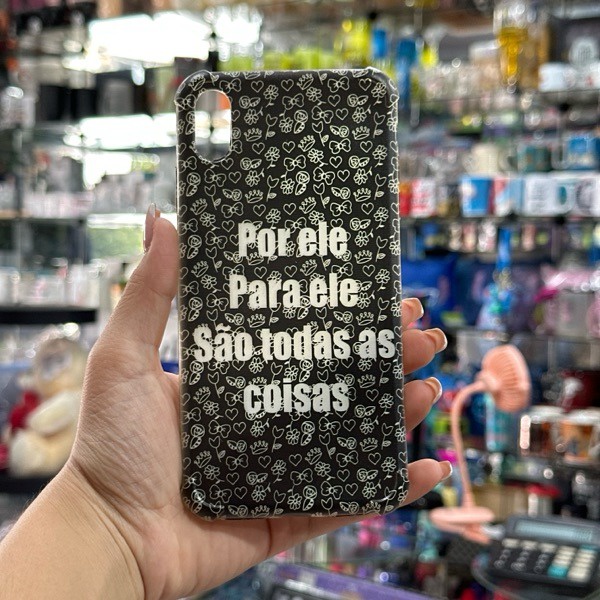 Por ele
Para ele
São todas as
coisas